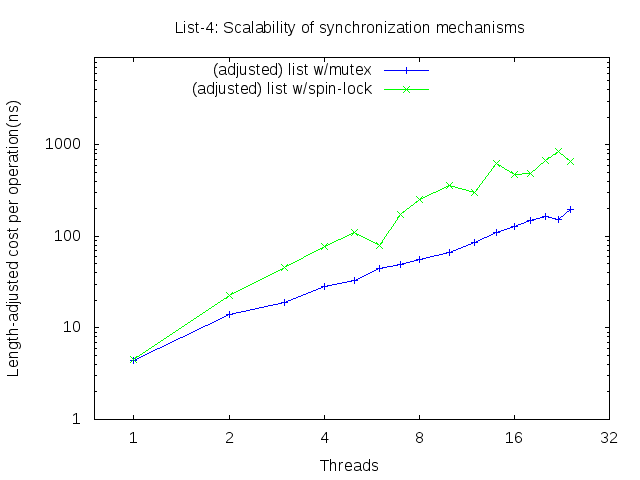 List-4: Scalability of synchronization mechanisms
(adjusted) list w/mutex
(adjusted) list w/spin-lock
Length-adjusted cost per operation(ns)
1000
100
10
1
1 2 4 8 16 32
Threads